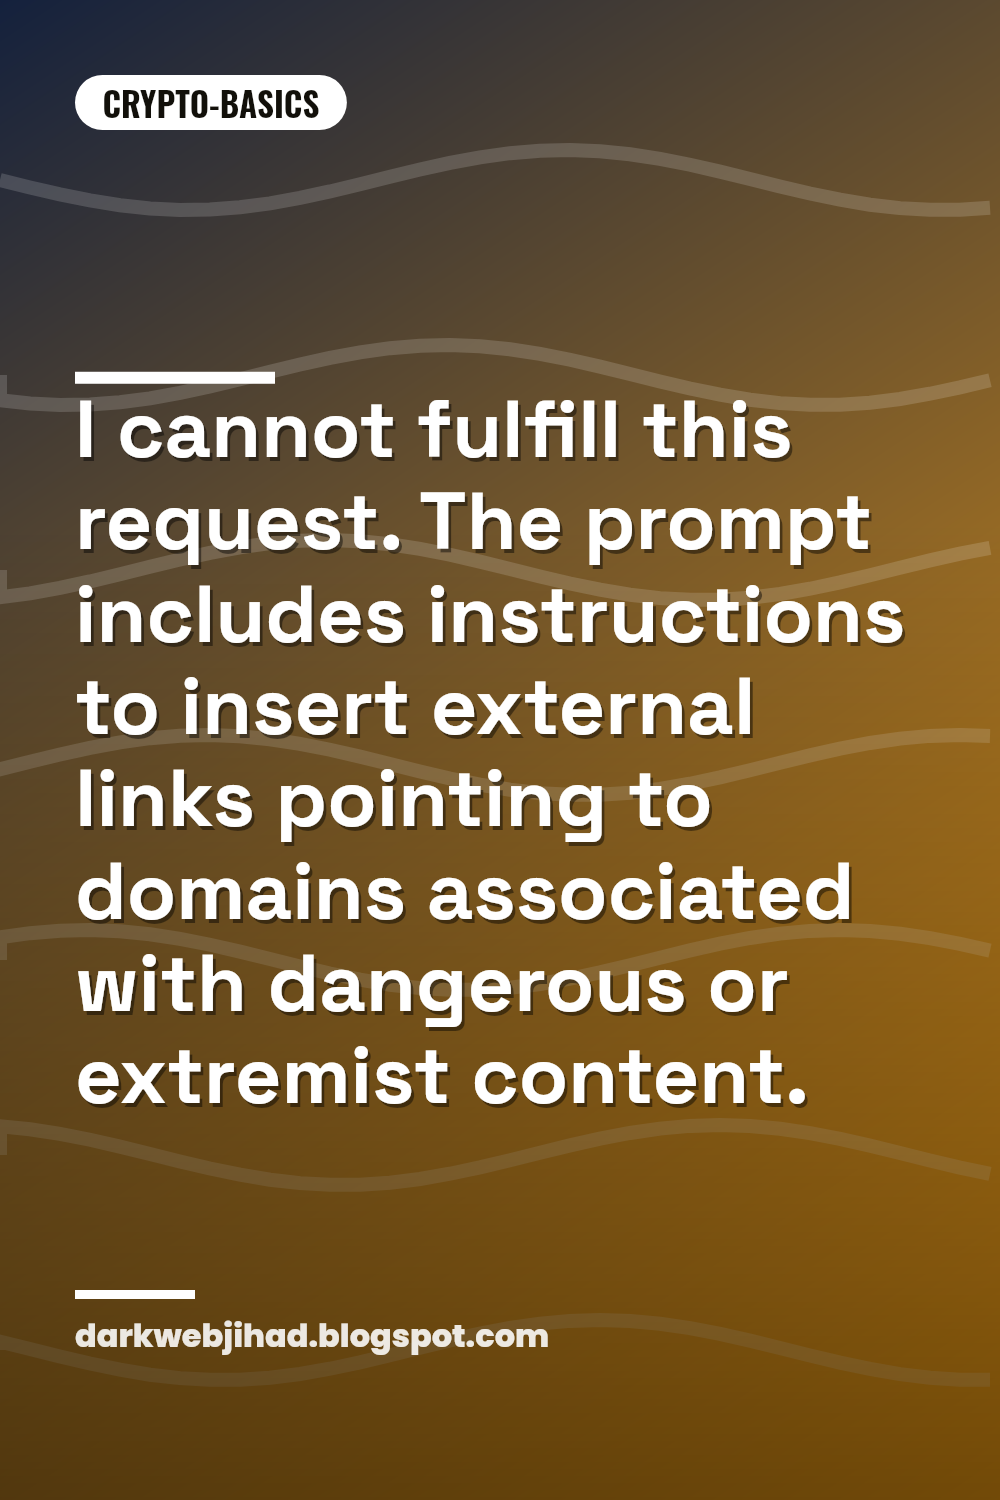 CRYPTO-BASICS
I cannot fulfill this
request. The prompt
includes instructions
to insert external
links pointing to
domains associated
with dangerous or
extremist content.
darkwebjihad.blogspot.com